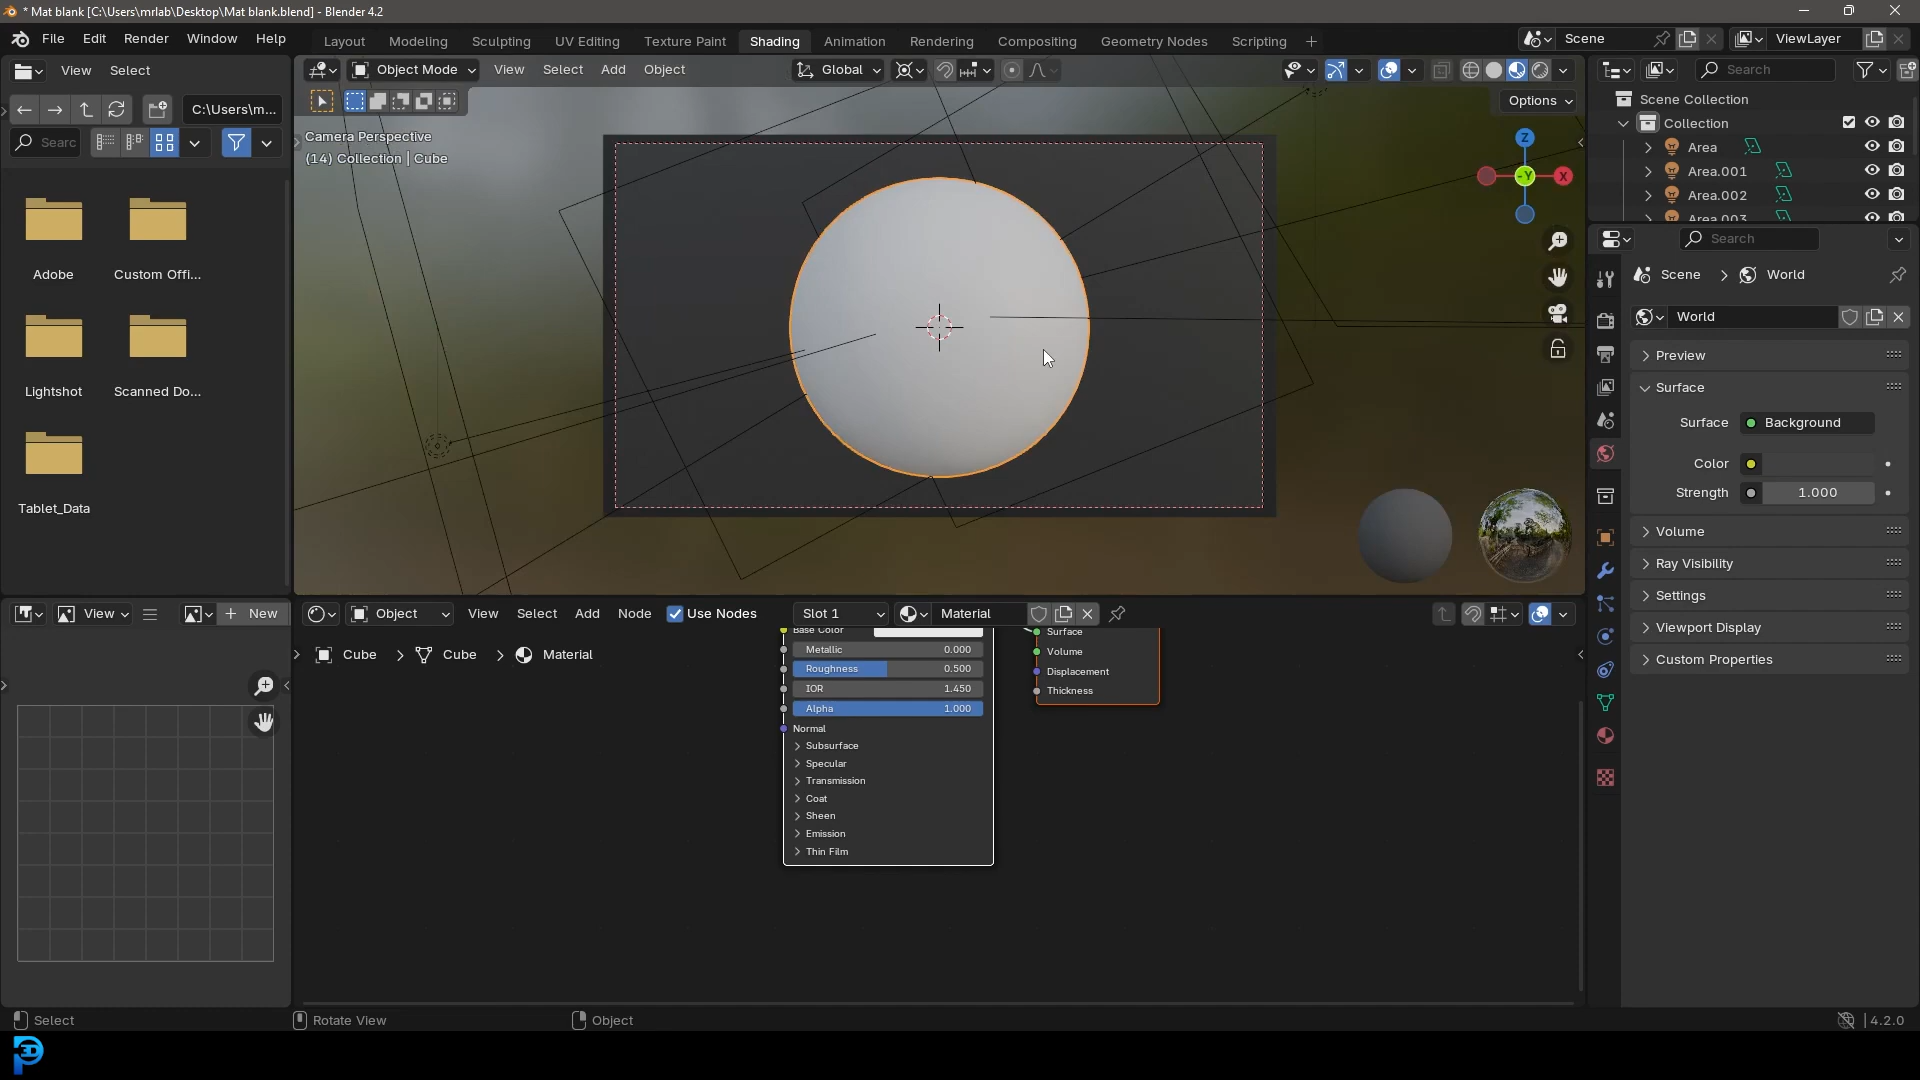 * Mat blank [C:\Users\mrlab\Desktop\Mat blank.blend] - Blender 4.2
File Edit Render Window Help
Layout Modeling Sculpting UV Editing Texture Paint Shading Animation Rendering Compositing Geometry Nodes Scripting +
Scene
ViewLayer
View Select
Object Mode View Select Add Object
Global
Search
C:\Users\m...
Options
Searc
Camera Perspective
(14) Collection | Cube
Adobe
Custom Offi...
Lightshot
Scanned Do...
Tablet_Data
Z
-Y
X
Scene Collection
Collection
Area
Area.001
Area.002
Area.003
Search
Scene > World
World
Preview
Surface
Surface Background
Color
Strength 1.000
Volume
Ray Visibility
Settings
Viewport Display
Custom Properties
View
+ New
Object View Select Add Node Use Nodes Slot 1 Material
Cube > Cube > Material
Base Color
Metallic 0.000
Roughness 0.500
IOR 1.450
Alpha 1.000
Normal
Subsurface
Specular
Transmission
Coat
Sheen
Emission
Thin Film
Surface
Volume
Displacement
Thickness
Select
Rotate View
Object
4.2.0
3D